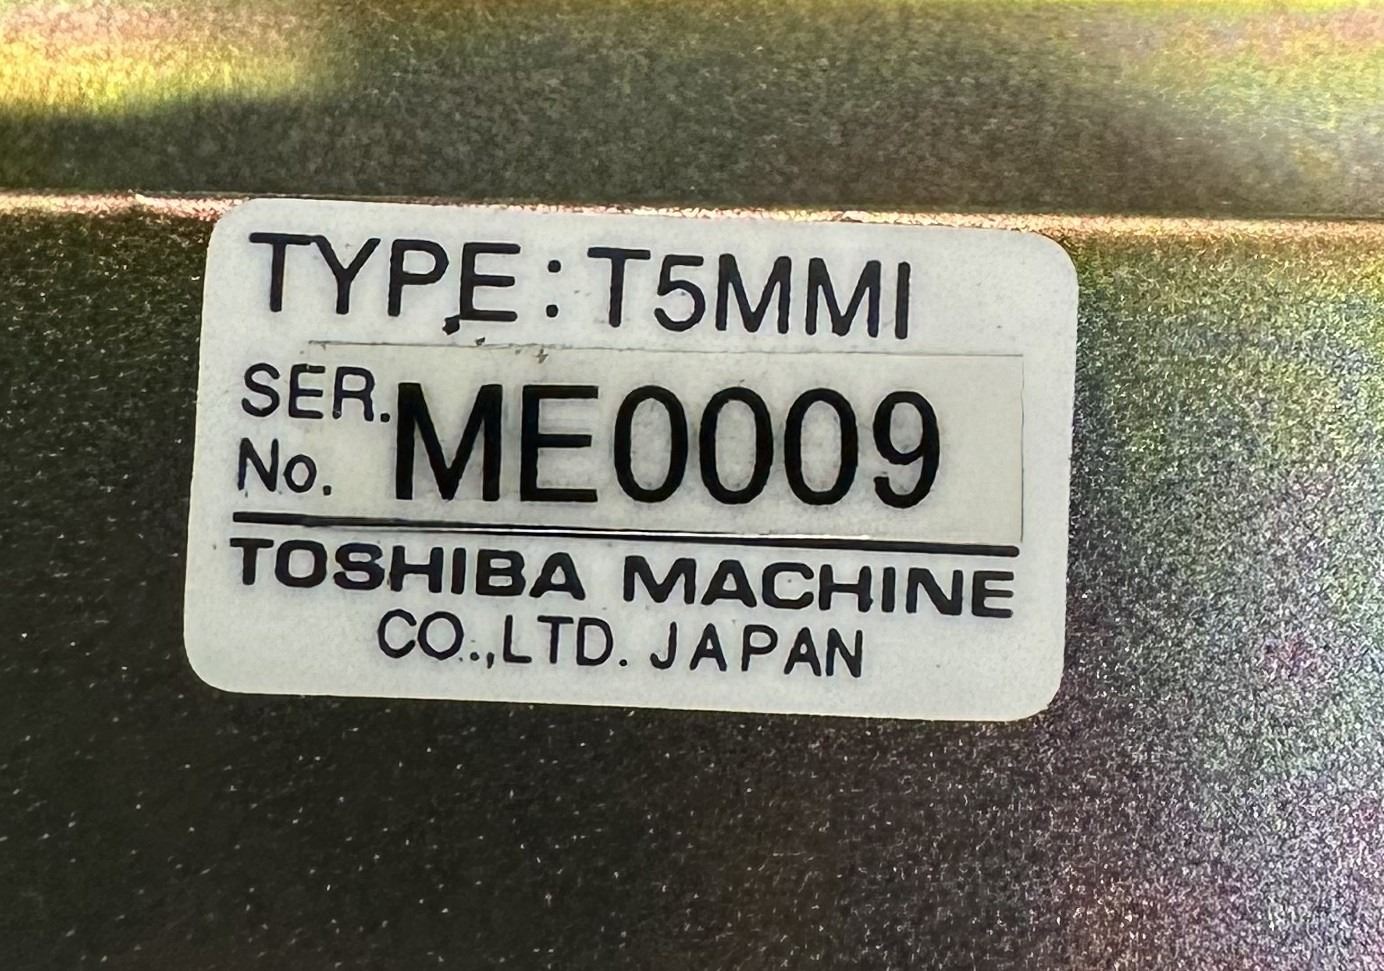 TYPE: T5MMI
SER. No. ME0009
TOSHIBA MACHINE
CO.,LTD. JAPAN